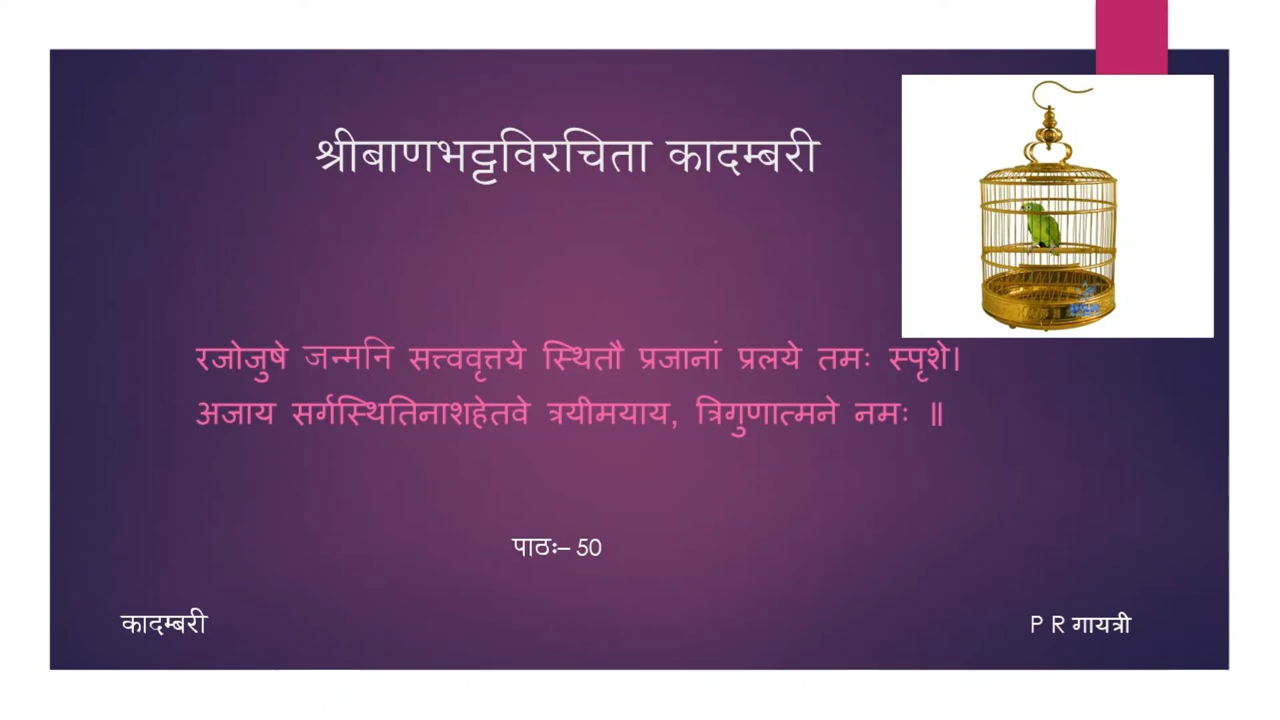 श्रीबाणभट्टविरचिता कादम्बरी
रजोजुषे जन्मनि सत्त्ववृत्तये स्थितौ प्रजानां प्रलये तमः स्पृशे।
अजाय सर्गस्थितिनाशहेतवे त्रयीमयाय, त्रिगुणात्मने नमः ॥
पाठः– 50
कादम्बरी
P R गायत्री